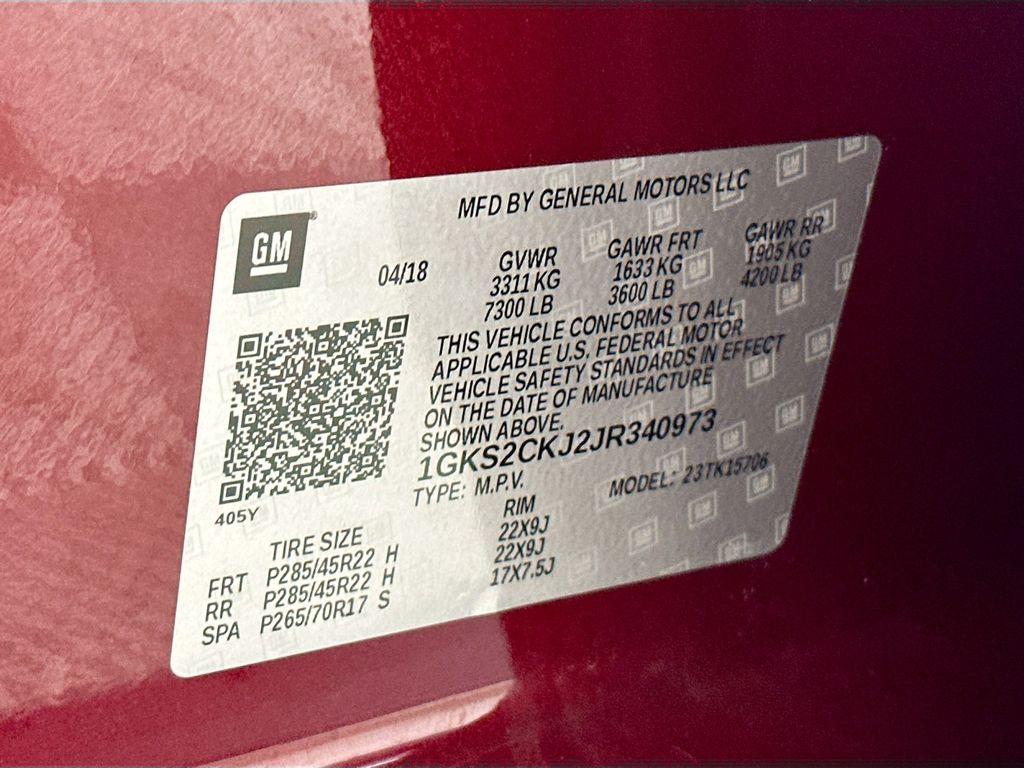 MFD BY GENERAL MOTORS LLC
GM
04/18
GVWR GAWR FRT GAWR RR
3311 KG 1633 KG 1905 KG
7300 LB 3600 LB 4200 LB
THIS VEHICLE CONFORMS TO ALL
APPLICABLE U.S. FEDERAL MOTOR
VEHICLE SAFETY STANDARDS IN EFFECT
ON THE DATE OF MANUFACTURE
SHOWN ABOVE.
1GKS2CKJ2JR340973
TYPE: M.P.V. MODEL: 23TK15706
405Y
TIRE SIZE RIM
FRT P285/45R22 H 22X9J
RR P285/45R22 H 22X9J
SPA P265/70R17 S 17X7.5J